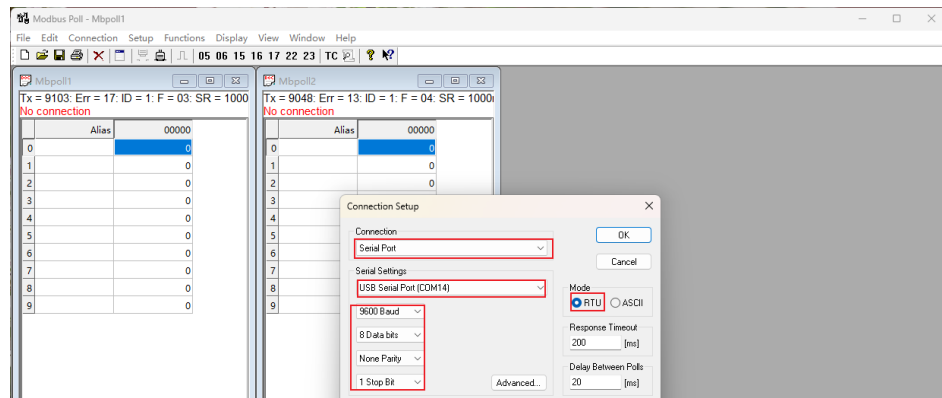 Modbus Poll - Mbpoll1
File Edit Connection Setup Functions Display View Window Help
05 06 15 16 17 22 23 TC
Mbpoll1
Tx = 9103: Err = 17: ID = 1: F = 03: SR = 1000
No connection
Alias 00000
0 0
1 0
2 0
3 0
4 0
5 0
6 0
7 0
8 0
9 0
Mbpoll2
Tx = 9048: Err = 13: ID = 1: F = 04: SR = 1000
No connection
Alias 00000
0 0
1 0
2 0
3
4
5
6
7
8
9
Connection Setup
Connection
Serial Port
OK
Cancel
Serial Settings
USB Serial Port (COM14)
9600 Baud
8 Data bits
None Parity
1 Stop Bit
Advanced...
Mode
RTU ASCII
Response Timeout
200 [ms]
Delay Between Polls
20 [ms]